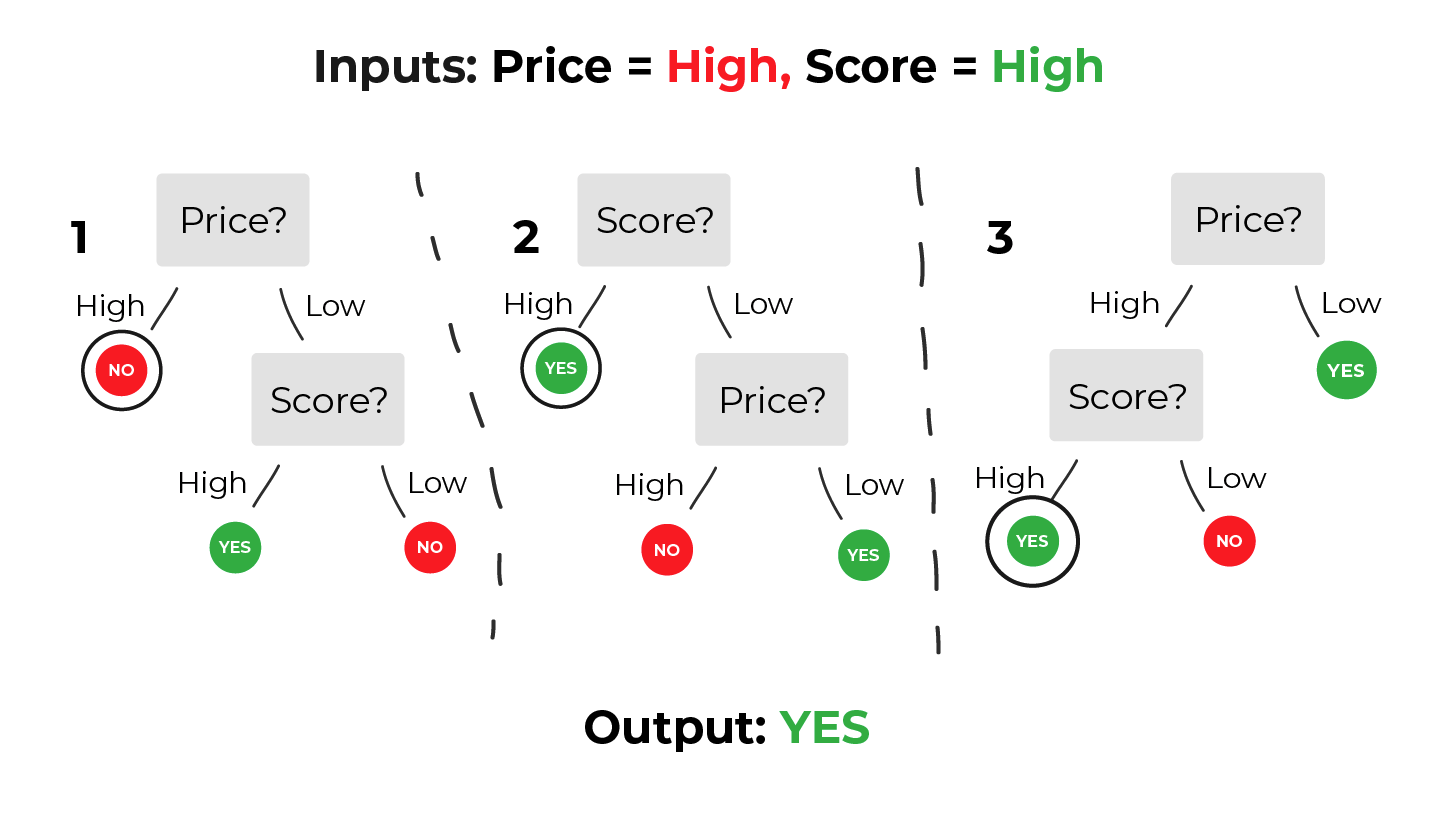 Inputs: Price = High, Score = High
1
Price?
High
Low
NO
Score?
High
Low
YES
NO
2
Score?
High
Low
YES
Price?
High
Low
NO
YES
3
Price?
High
Low
YES
Score?
High
Low
YES
NO
Output: YES